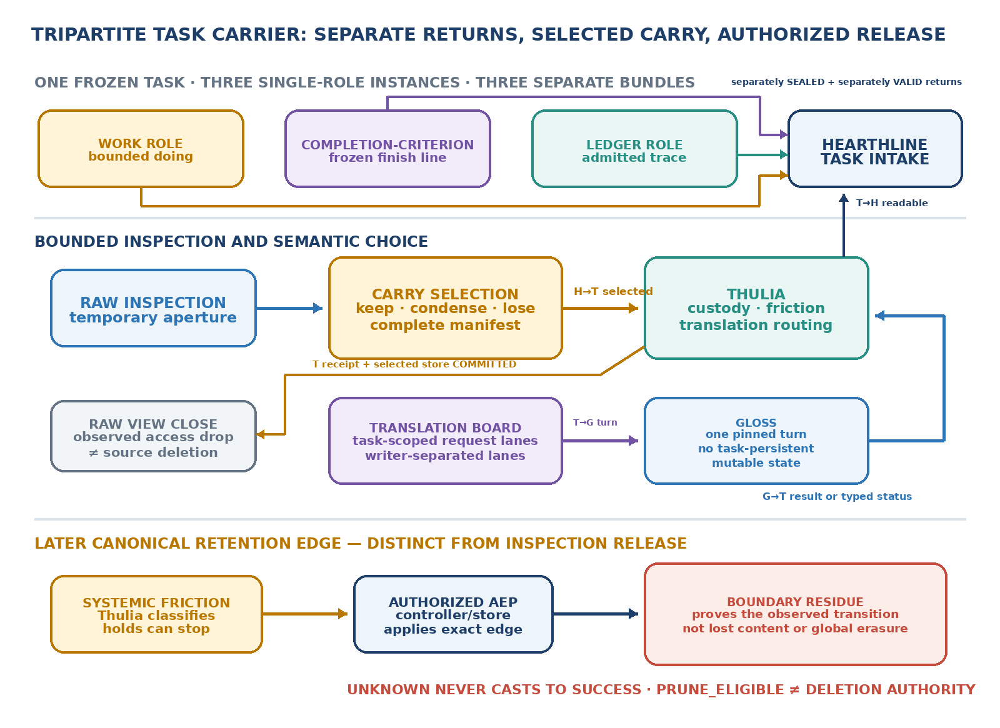 TRIPARTITE TASK CARRIER: SEPARATE RETURNS, SELECTED CARRY, AUTHORIZED RELEASE
ONE FROZEN TASK · THREE SINGLE-ROLE INSTANCES · THREE SEPARATE BUNDLES
separately SEALED + separately VALID returns
WORK ROLE
bounded doing
COMPLETION-CRITERION
frozen finish line
LEDGER ROLE
admitted trace
HEARTHLINE
TASK INTAKE
T→H readable
BOUNDED INSPECTION AND SEMANTIC CHOICE
RAW INSPECTION
temporary aperture
CARRY SELECTION
keep · condense · lose
complete manifest
H→T selected
THULIA
custody · friction
translation routing
T receipt + selected store COMMITTED
RAW VIEW CLOSE
observed access drop
≠ source deletion
TRANSLATION BOARD
task-scoped request lanes
writer-separated lanes
T→G turn
GLOSS
one pinned turn
no task-persistent
mutable state
G→T result or typed status
LATER CANONICAL RETENTION EDGE — DISTINCT FROM INSPECTION RELEASE
SYSTEMIC FRICTION
Thulia classifies
holds can stop
AUTHORIZED AEP
controller/store
applies exact edge
BOUNDARY RESIDUE
proves the observed transition
not lost content or global erasure
UNKNOWN NEVER CASTS TO SUCCESS · PRUNE_ELIGIBLE ≠ DELETION AUTHORITY